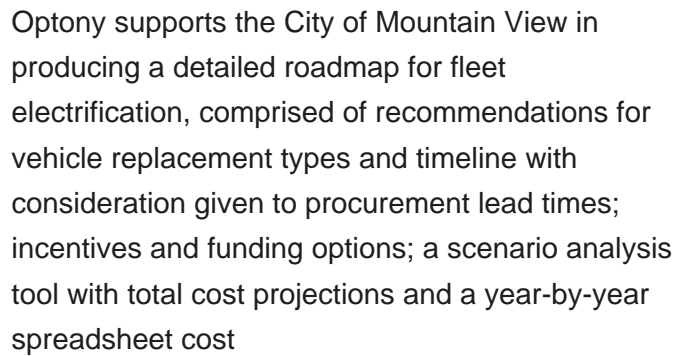 Optony supports the City of Mountain View in
producing a detailed roadmap for fleet
electrification, comprised of recommendations for
vehicle replacement types and timeline with
consideration given to procurement lead times;
incentives and funding options; a scenario analysis
tool with total cost projections and a year-by-year
spreadsheet cost